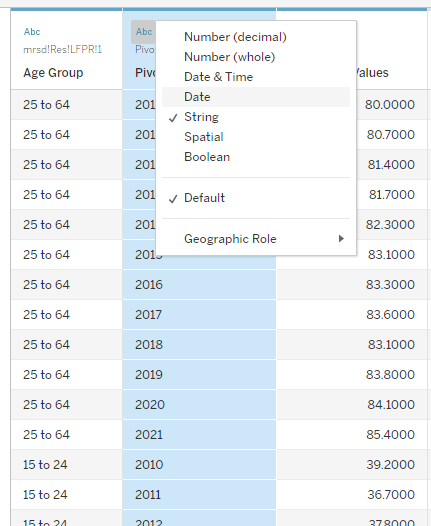 Abc Abc
mrsd!Res!LFPR!1 Pivo
Age Group Pivo alues
25 to 64 201 80.0000
25 to 64 201 80.7000
25 to 64 201 81.4000
25 to 64 201 81.7000
25 to 64 201 82.3000
25 to 64 2015 83.1000
25 to 64 2016 83.3000
25 to 64 2017 83.6000
25 to 64 2018 83.1000
25 to 64 2019 83.8000
25 to 64 2020 84.1000
25 to 64 2021 85.4000
15 to 24 2010 39.2000
15 to 24 2011 36.7000
15 to 24 2012 37.8000
Number (decimal)
Number (whole)
Date & Time
Date
✓ String
Spatial
Boolean
✓ Default
Geographic Role